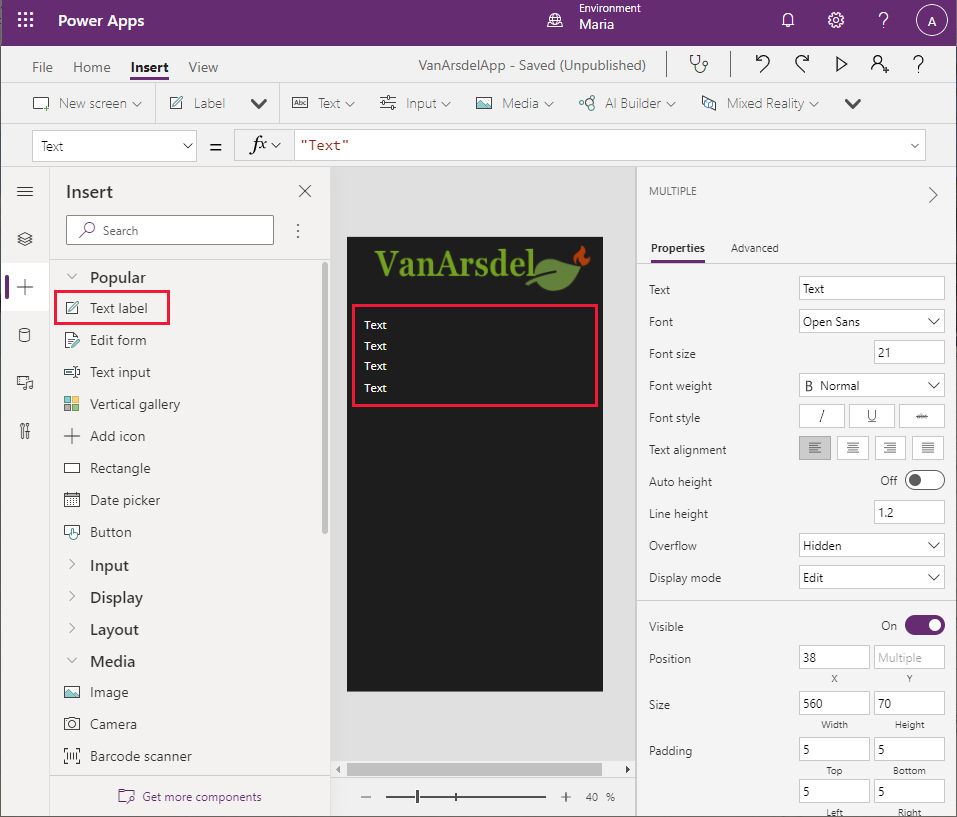 Power Apps
Environment
Maria
?
A
File Home Insert View
VanArsdelApp - Saved (Unpublished)
?
New screen
Label
Abc Text
Input
Media
AI Builder
Mixed Reality
Text
=
fx
"Text"
Insert
Search
Popular
Text label
Edit form
Text input
Vertical gallery
Add icon
Rectangle
Date picker
Button
Input
Display
Layout
Media
Image
Camera
Barcode scanner
Get more components
VanArsdel
Text
Text
Text
Text
40 %
MULTIPLE
Properties Advanced
Text Text
Font Open Sans
Font size 21
Font weight B Normal
Font style / U abc
Text alignment
Auto height Off
Line height 1.2
Overflow Hidden
Display mode Edit
Visible On
Position 38 Multiple
X Y
Size 560 70
Width Height
Padding 5 5
Top Bottom
5 5
Left Right